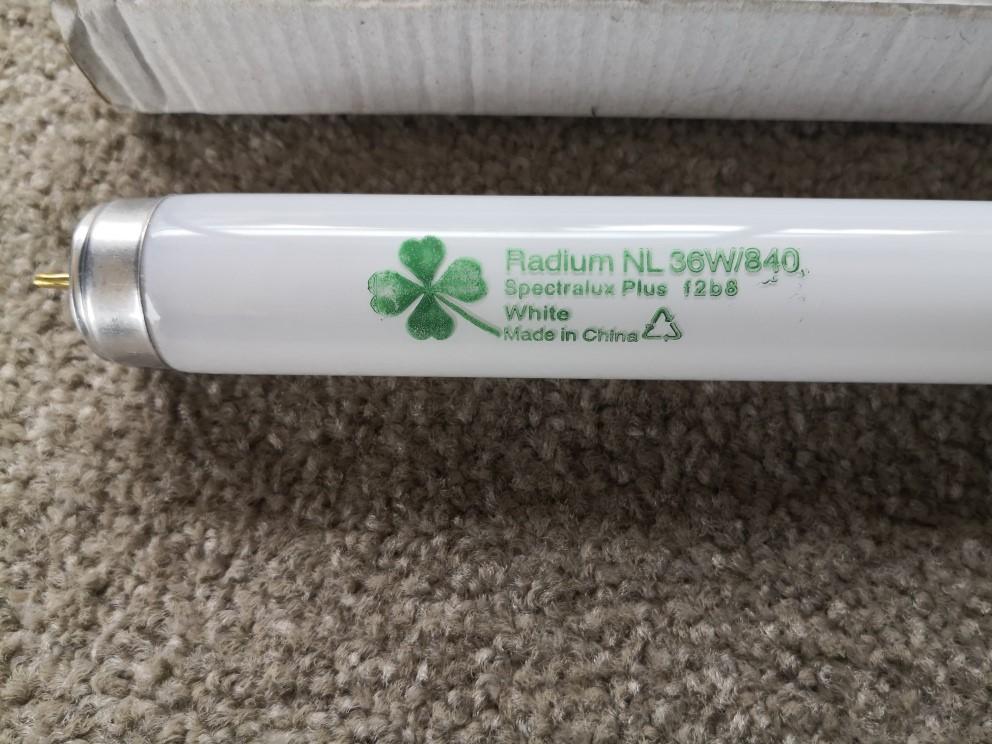 Radium NL 36W/840
Spectralux Plus f2b8
White
Made in China